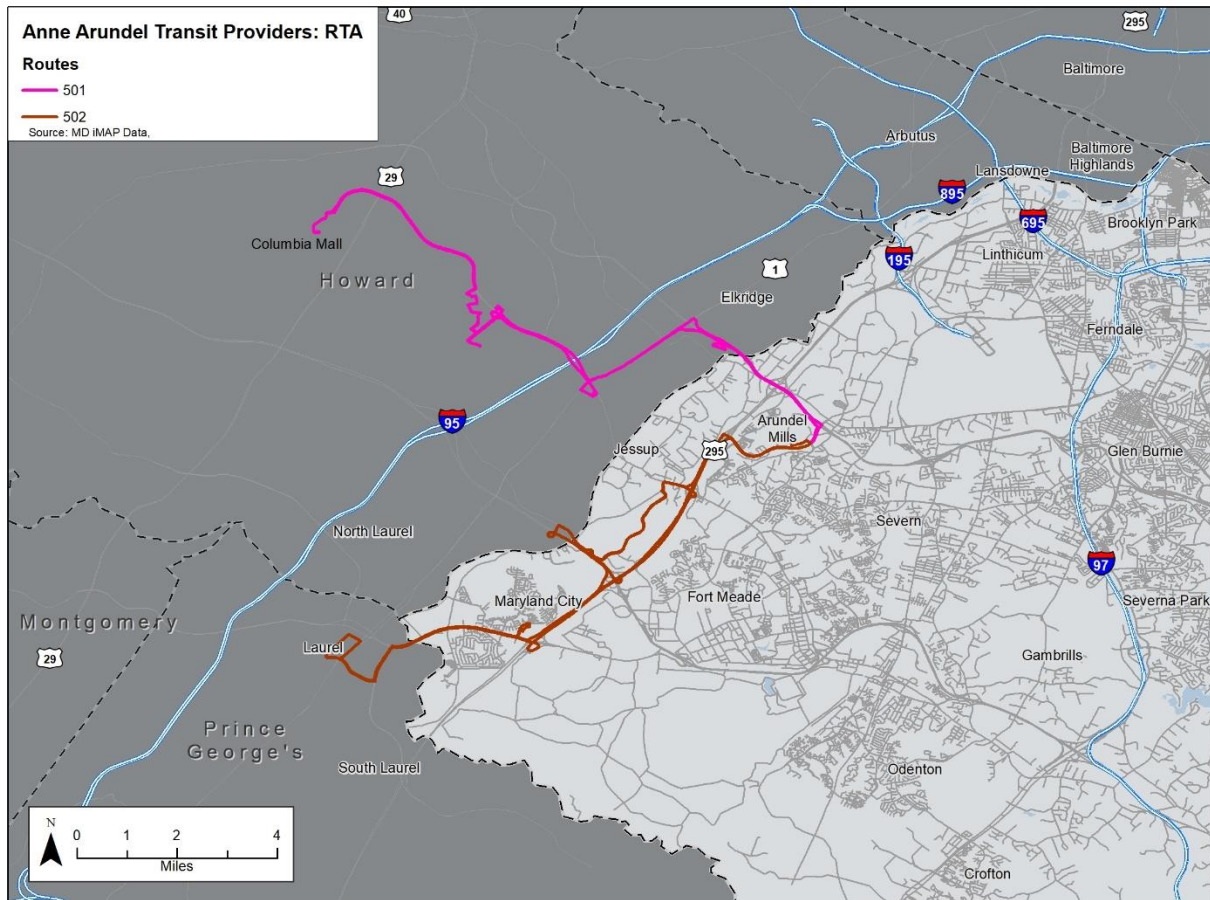 Anne Arundel Transit Providers: RTA
Routes
501
502
Source: MD iMAP Data,
40
295
Baltimore
Arbutus
Baltimore
Highlands
Lansdowne
29
895
695
Brooklyn Park
Columbia Mall
195
Linthicum
Howard
1
Elkridge
Ferndale
95
Arundel
Mills
Jessup
295
Glen Burnie
North Laurel
Severn
97
Maryland City
Fort Meade
Severna Park
Montgomery
29
Laurel
Gambrills
Prince
George's
South Laurel
Odenton
N
0 1 2 4
Miles
Crofton